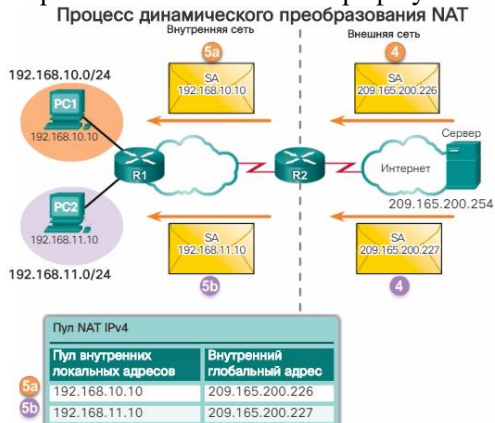 Процесс динамического преобразования NAT
Внутренняя сеть
Внешняя сеть
5a
4
192.168.10.0/24
SA
192.168.10.10
SA
209.165.200.226
PC1
192.168.10.10
Сервер
R1
R2
Интернет
PC2
209.165.200.254
192.168.11.10
SA
192.168.11.10
SA
209.165.200.227
192.168.11.0/24
5b
4
Пул NAT IPv4
Пул внутренних
локальных адресов
Внутренний
глобальный адрес
5a
192.168.10.10
209.165.200.226
5b
192.168.11.10
209.165.200.227